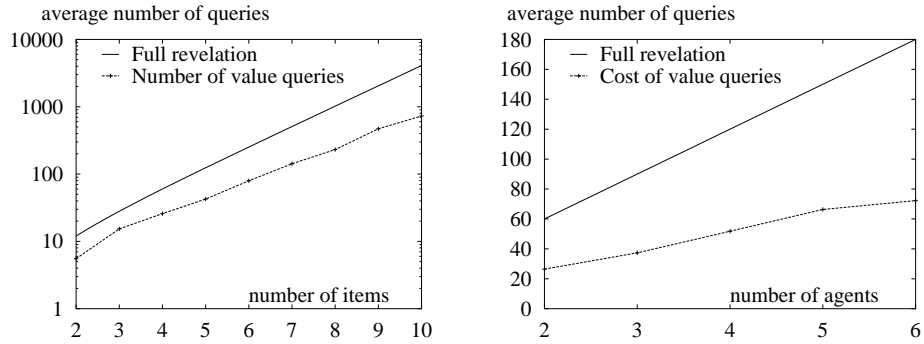 average number of queries
10000
1000
100
10
1
Full revelation
Number of value queries
number of items
2 3 4 5 6 7 8 9 10
average number of queries
180
160
140
120
100
80
60
40
20
0
Full revelation
Cost of value queries
number of agents
2 3 4 5 6